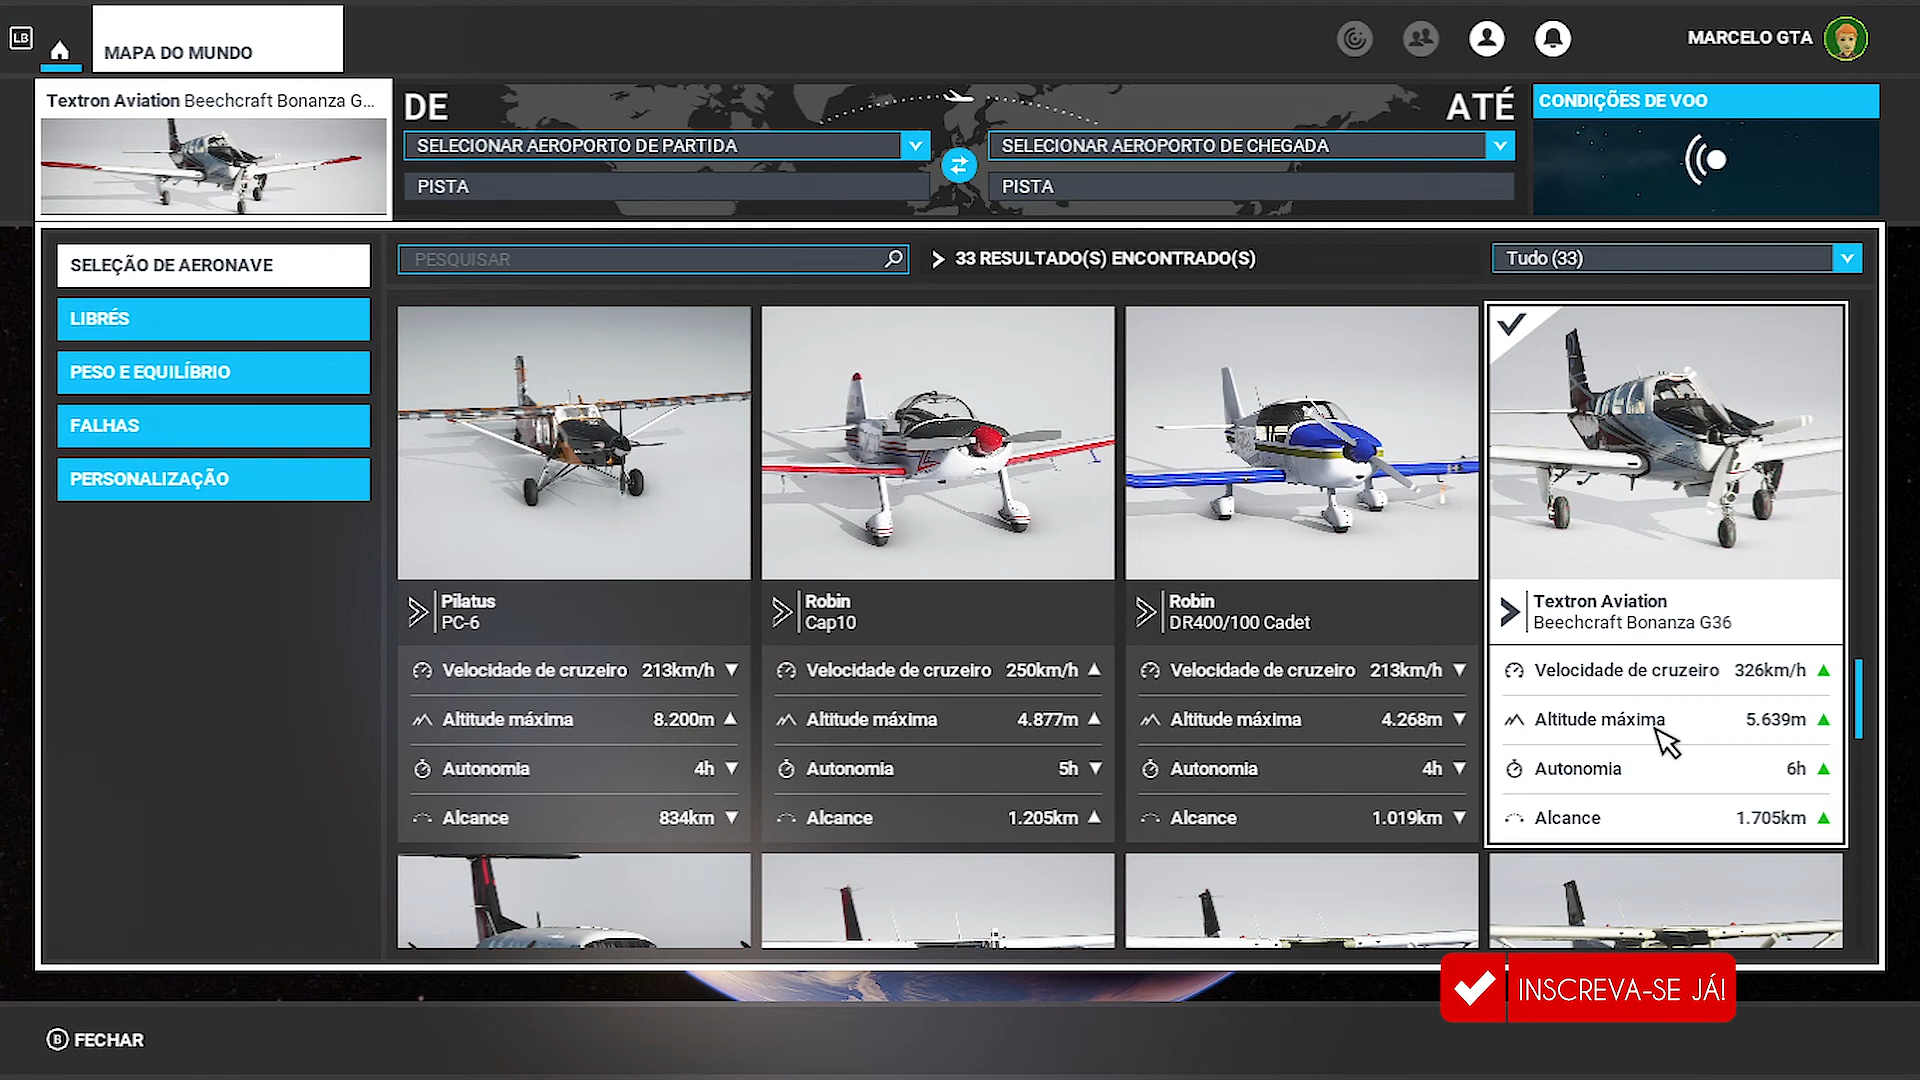 LB
MAPA DO MUNDO
MARCELO GTA
Textron Aviation Beechcraft Bonanza G...
DE
ATÉ
SELECIONAR AEROPORTO DE PARTIDA
SELECIONAR AEROPORTO DE CHEGADA
PISTA
PISTA
CONDIÇÕES DE VOO
SELEÇÃO DE AERONAVE
LIBRÉS
PESO E EQUILÍBRIO
FALHAS
PERSONALIZAÇÃO
PESQUISAR
33 RESULTADO(S) ENCONTRADO(S)
Tudo (33)
Pilatus
PC-6
Velocidade de cruzeiro 213km/h
Altitude máxima 8.200m
Autonomia 4h
Alcance 834km
Robin
Cap10
Velocidade de cruzeiro 250km/h
Altitude máxima 4.877m
Autonomia 5h
Alcance 1.205km
Robin
DR400/100 Cadet
Velocidade de cruzeiro 213km/h
Altitude máxima 4.268m
Autonomia 4h
Alcance 1.019km
Textron Aviation
Beechcraft Bonanza G36
Velocidade de cruzeiro 326km/h
Altitude máxima 5.639m
Autonomia 6h
Alcance 1.705km
INSCREVA-SE JÁ!
B FECHAR